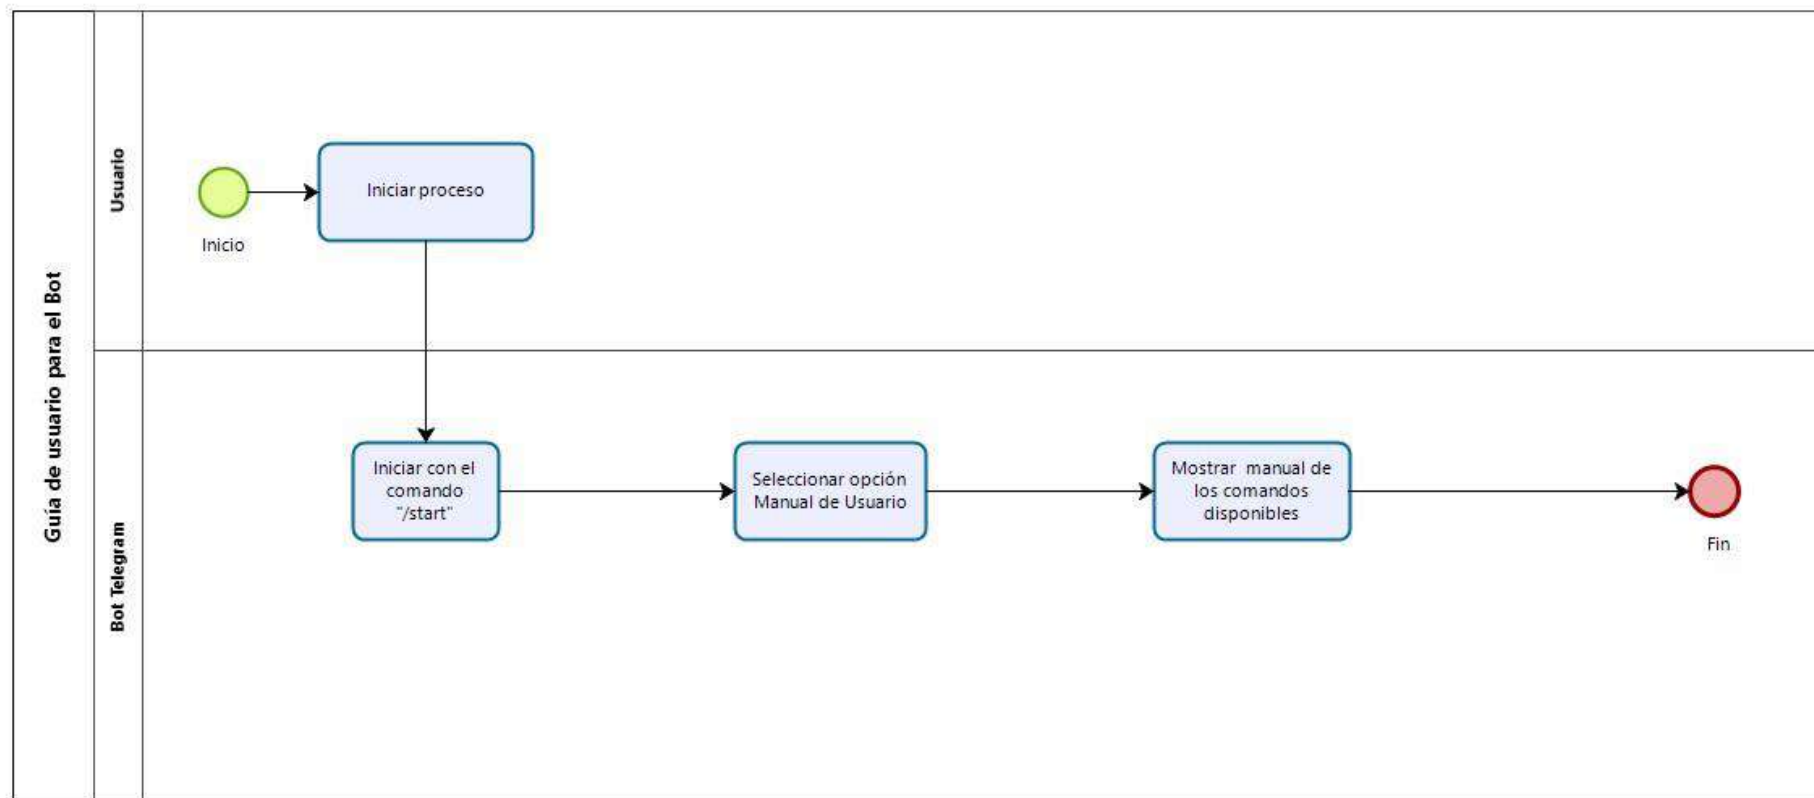 Guía de usuario para el Bot
Usuario
Inicio
Iniciar proceso
Bot Telegram
Iniciar con el
comando
"/start"
Seleccionar opción
Manual de Usuario
Mostrar manual de
los comandos
disponibles
Fin